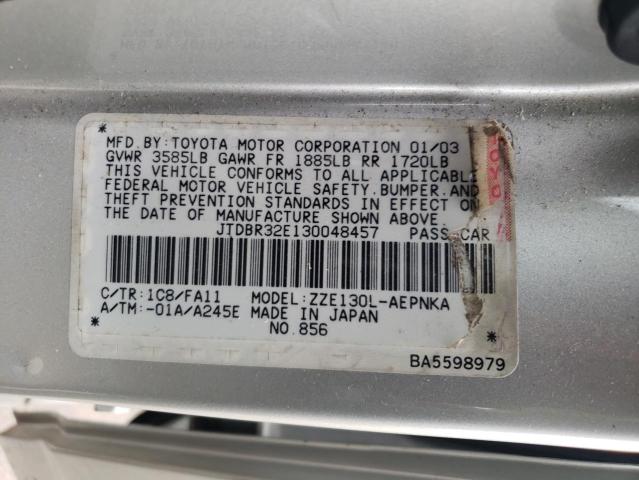 MFD.BY:TOYOTA MOTOR CORPORATION 01/03
GVWR 3585LB GAWR FR 1885LB RR 1720LB
THIS VEHICLE CONFORMS TO ALL APPLICABLE
FEDERAL MOTOR VEHICLE SAFETY,BUMPER,AND
THEFT PREVENTION STANDARDS IN EFFECT ON
THE DATE OF MANUFACTURE SHOWN ABOVE.
JTDBR32E130048457 PASS.CAR
C/TR:1C8/FA11 MODEL:ZZE130L-AEPNKA
A/TM:-01A/A245E MADE IN JAPAN
NO.856
BA5598979